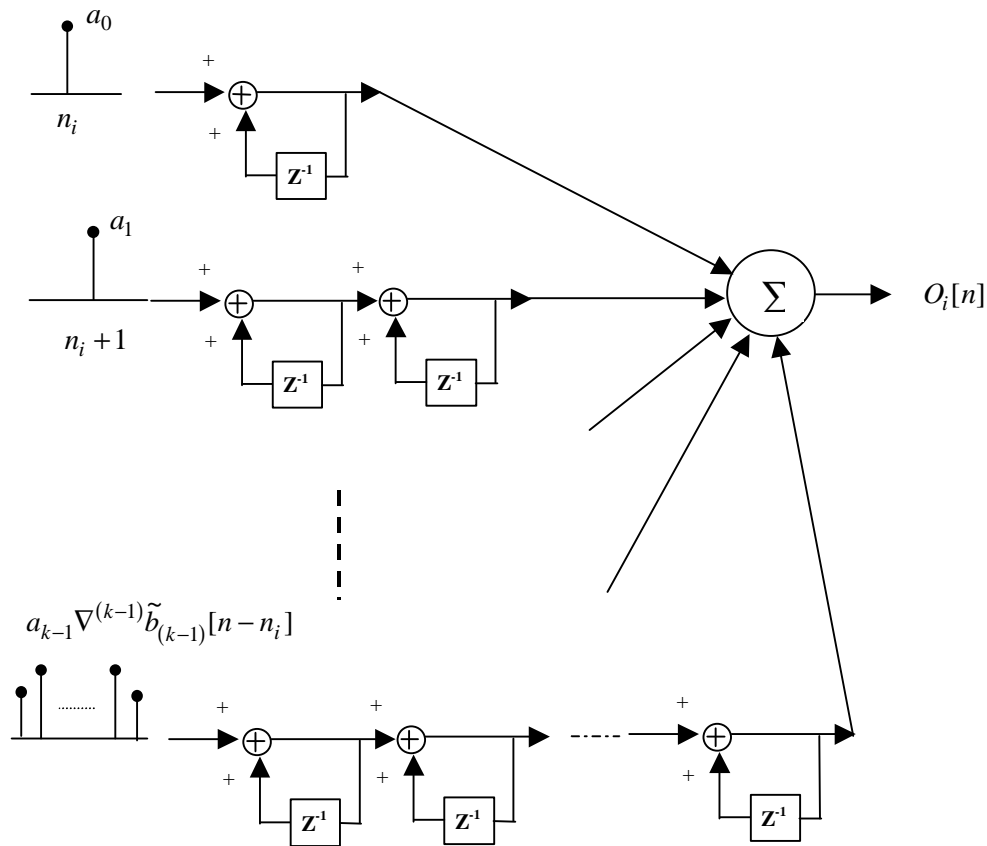 a_0
+
+
n_i
Z^{-1}
a_1
+
+
+
+
Σ
O_i[n]
n_i + 1
Z^{-1}
Z^{-1}
a_{k-1}∇^{(k-1)}b̃_{(k-1)}[n − n_i]
..........
+
+
+
+
+
+
Z^{-1}
Z^{-1}
Z^{-1}